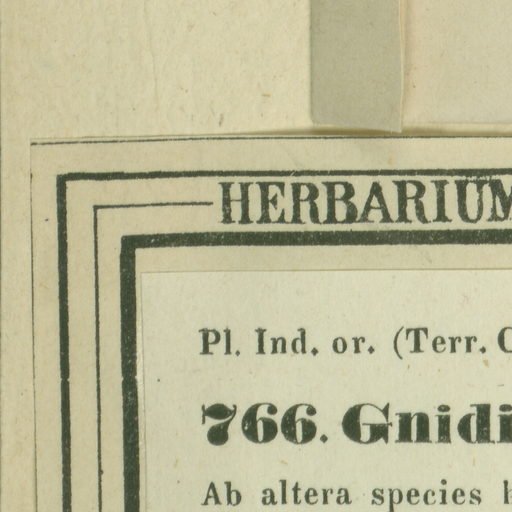 HERBARIUM
Pl. Ind. or. (Terr.
766. Gnidi
Ab altera species